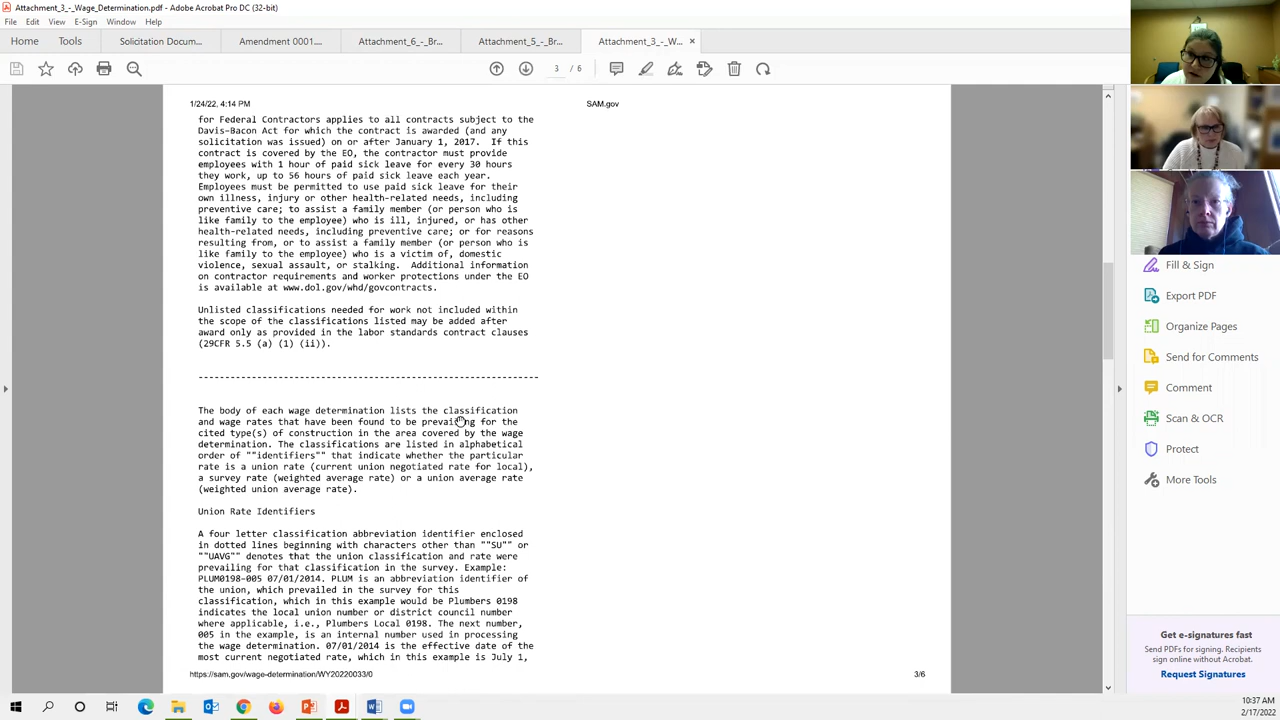 Attachment_3_-_Wage_Determination.pdf - Adobe Acrobat Pro DC (32-bit)
File Edit View E-Sign Window Help
Home Tools Solicitation Docum... Amendment 0001.... Attachment_6_-_Br... Attachment_5_-_Br... Attachment_3_-_W... ×
3 / 6
1/24/22, 4:14 PM SAM.gov
for Federal Contractors applies to all contracts subject to the
Davis-Bacon Act for which the contract is awarded (and any
solicitation was issued) on or after January 1, 2017. If this
contract is covered by the EO, the contractor must provide
employees with 1 hour of paid sick leave for every 30 hours
they work, up to 56 hours of paid sick leave each year.
Employees must be permitted to use paid sick leave for their
own illness, injury or other health-related needs, including
preventive care; to assist a family member (or person who is
like family to the employee) who is ill, injured, or has other
health-related needs, including preventive care; or for reasons
resulting from, or to assist a family member (or person who is
like family to the employee) who is a victim of, domestic
violence, sexual assault, or stalking. Additional information
on contractor requirements and worker protections under the EO
is available at www.dol.gov/whd/govcontracts.
Unlisted classifications needed for work not included within
the scope of the classifications listed may be added after
award only as provided in the labor standards contract clauses
(29CFR 5.5 (a) (1) (ii)).
----------------------------------------------------------------
The body of each wage determination lists the classification
and wage rates that have been found to be prevailing for the
cited type(s) of construction in the area covered by the wage
determination. The classifications are listed in alphabetical
order of ""identifiers"" that indicate whether the particular
rate is a union rate (current union negotiated rate for local),
a survey rate (weighted average rate) or a union average rate
(weighted union average rate).
Union Rate Identifiers
A four letter classification abbreviation identifier enclosed
in dotted lines beginning with characters other than ""SU"" or
""UAVG"" denotes that the union classification and rate were
prevailing for that classification in the survey. Example:
PLUM0198-005 07/01/2014. PLUM is an abbreviation identifier of
the union, which prevailed in the survey for this
classification, which in this example would be Plumbers 0198
indicates the local union number or district council number
where applicable, i.e., Plumbers Local 0198. The next number,
005 in the example, is an internal number used in processing
the wage determination. 07/01/2014 is the effective date of the
most current negotiated rate, which in this example is July 1,
https://sam.gov/wage-determination/WY20220033/0 3/6
Fill & Sign
Export PDF
Organize Pages
Send for Comments
Comment
Scan & OCR
Protect
More Tools
Get e-signatures fast
Send PDFs for signing. Recipients
sign online without Acrobat.
Request Signatures
10:37 AM
2/17/2022